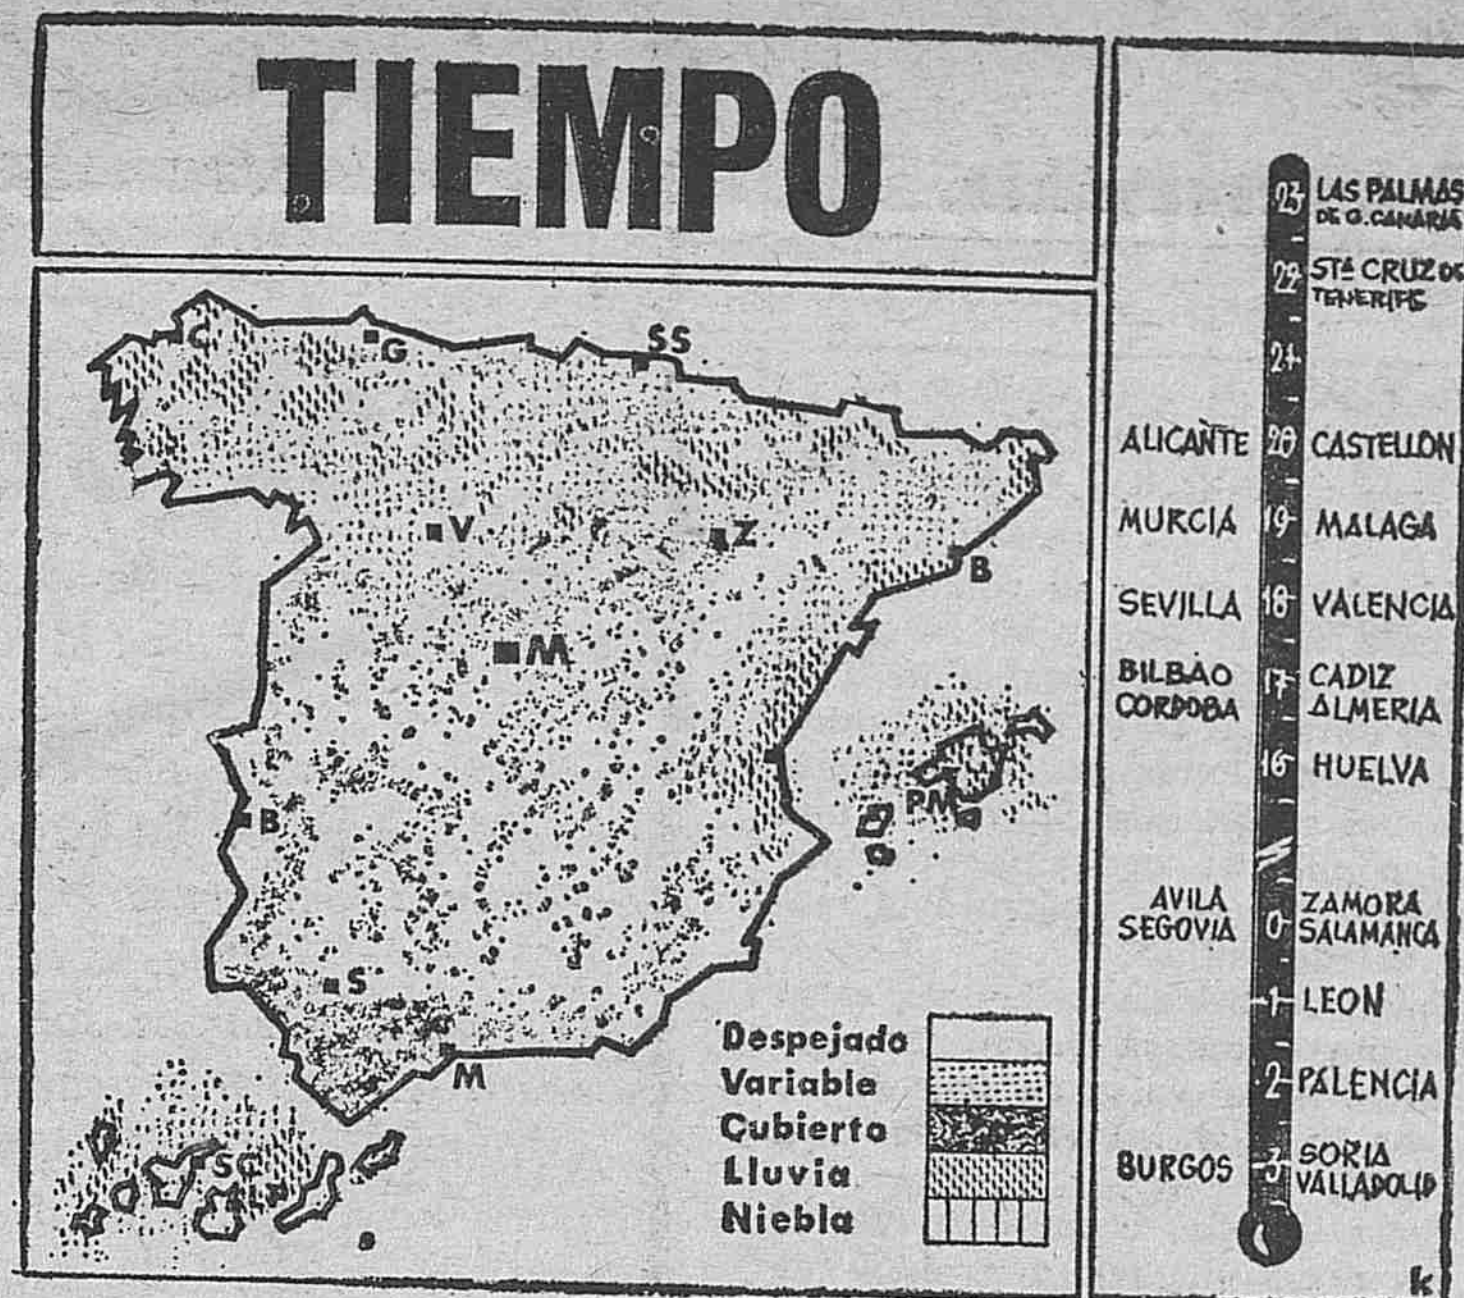 TIEMPO
C
G
SS
V
Z
B
M
B
PM
S
M
SC
Despejado
Variable
Cubierto
Lluvia
Niebla
23 LAS PALMAS
DE G. CANARIA
22 STA CRUZ DE
TENERIFE
21
ALICANTE 20 CASTELLON
MURCIA 19 MALAGA
SEVILLA 18 VALENCIA
BILBAO 17 CADIZ
CORDOBA ALMERIA
16 HUELVA
AVILA ZAMORA
SEGOVIA 0 SALAMANCA
1 LEON
2 PALENCIA
BURGOS 3 SORIA
VALLADOLID
k